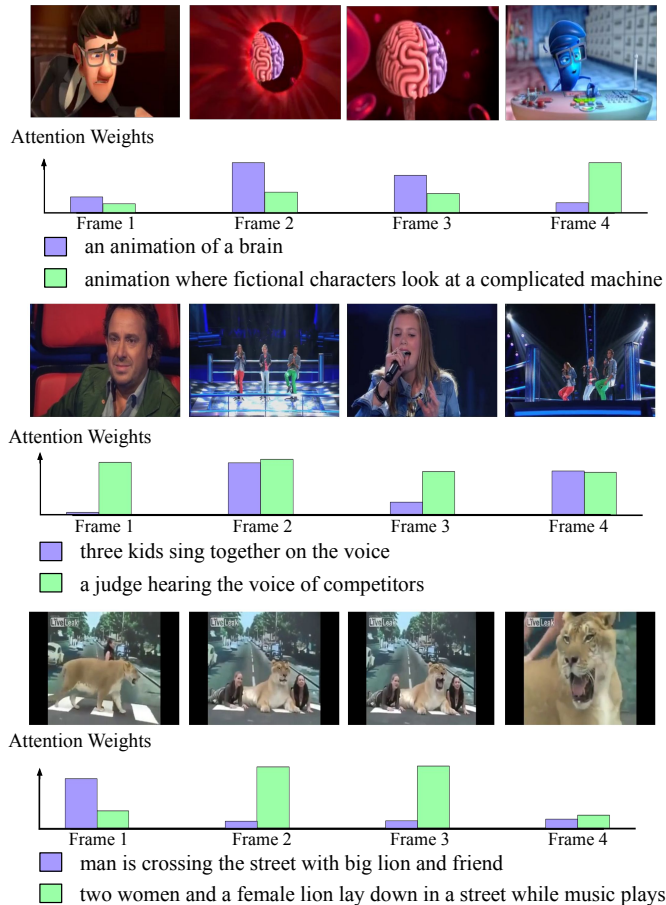 Attention Weights
Frame 1 Frame 2 Frame 3 Frame 4
an animation of a brain
animation where fictional characters look at a complicated machine
Attention Weights
Frame 1 Frame 2 Frame 3 Frame 4
three kids sing together on the voice
a judge hearing the voice of competitors
LiveLeak LiveLeak LiveLeak LiveLeak
Attention Weights
Frame 1 Frame 2 Frame 3 Frame 4
man is crossing the street with big lion and friend
two women and a female lion lay down in a street while music plays